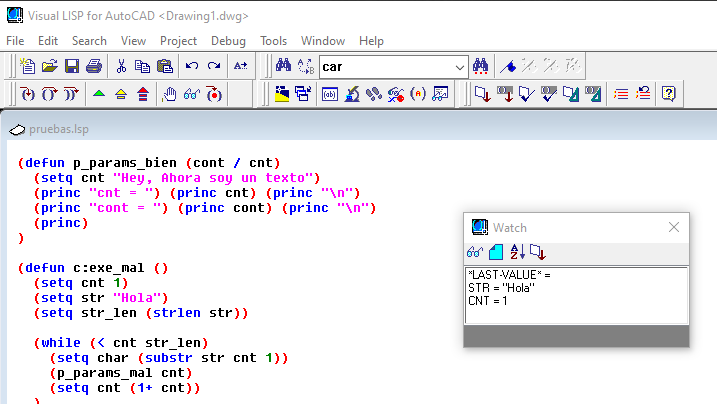 Visual LISP for AutoCAD <Drawing1.dwg>
File Edit Search View Project Debug Tools Window Help
car
pruebas.lsp
(defun p_params_bien (cont / cnt)
(setq cnt "Hey, Ahora soy un texto")
(princ "cnt = ") (princ cnt) (princ "\n")
(princ "cont = ") (princ cont) (princ "\n")
(princ)
)
(defun c:exe_mal ()
(setq cnt 1)
(setq str "Hola")
(setq str_len (strlen str))
(while (< cnt str_len)
(setq char (substr str cnt 1))
(p_params_mal cnt)
(setq cnt (1+ cnt))
)
Watch
*LAST-VALUE* =
STR = "Hola"
CNT = 1